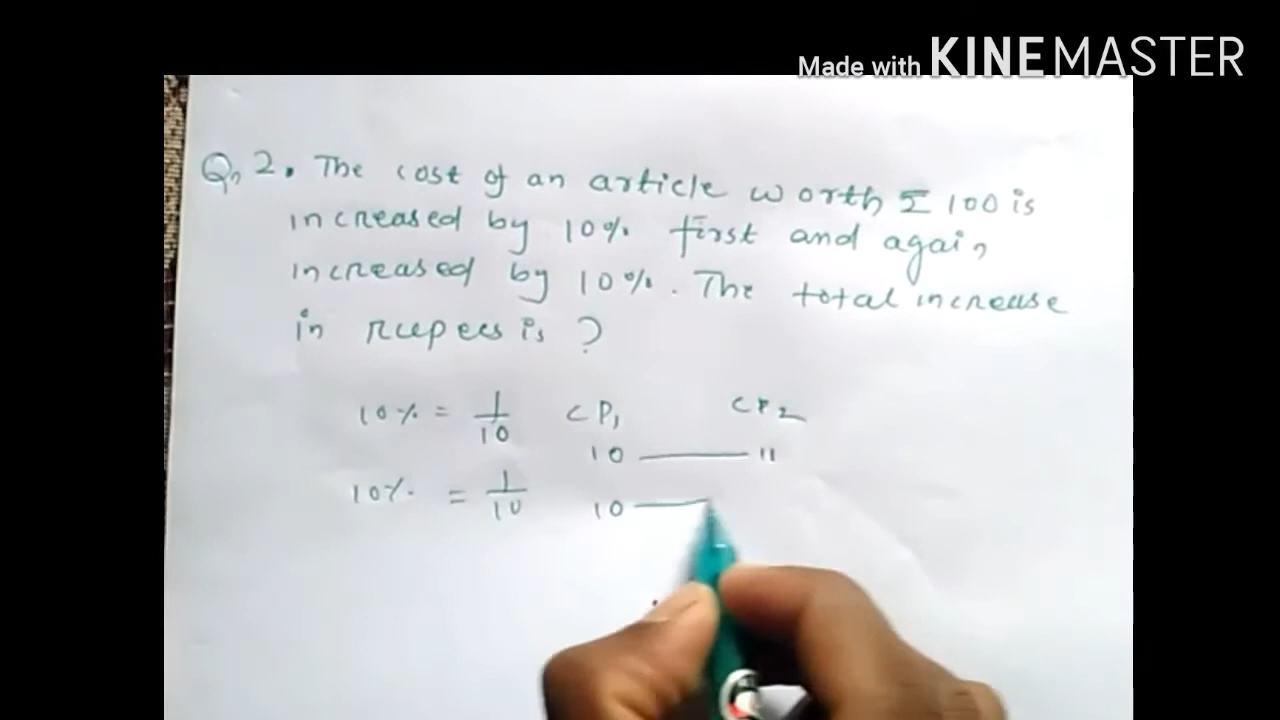 Made with KINEMASTER
Qn 2. The cost of an article worth ₹ 100 is
increased by 10% first and again
increased by 10%. The total increase
in rupees is ?
10% = 1/10 CP1 CP2
10 — 11
10% = 1/10 10 —